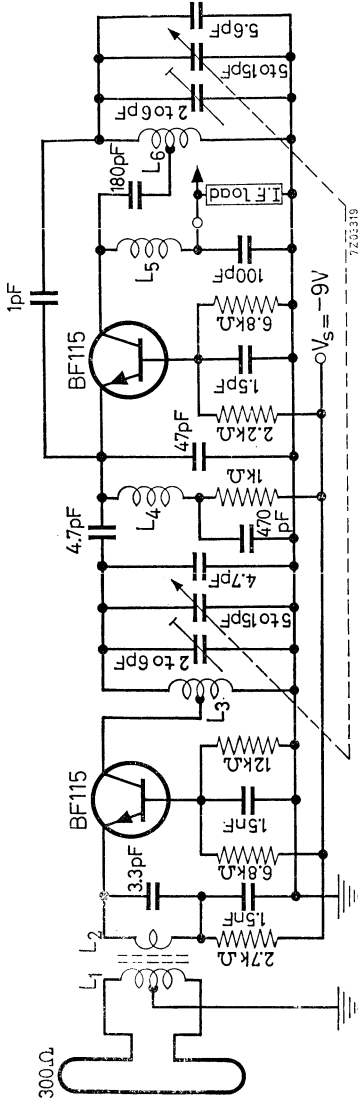 300Ω
L1
L2
3.3pF
2.7kΩ
1.5nF
6.8kΩ
1.5nF
12kΩ
BF115
L3
2 to 6pF
5 to 15pF
4.7pF
4.7pF
L4
470 pF
1kΩ
47pF
BF115
2.2kΩ
1.5pF
6.8kΩ
1pF
L5
100pF
I.F load
180pF
L6
2 to 6pF
5 to 15pF
5.6pF
Vs=-9V
7Z03319